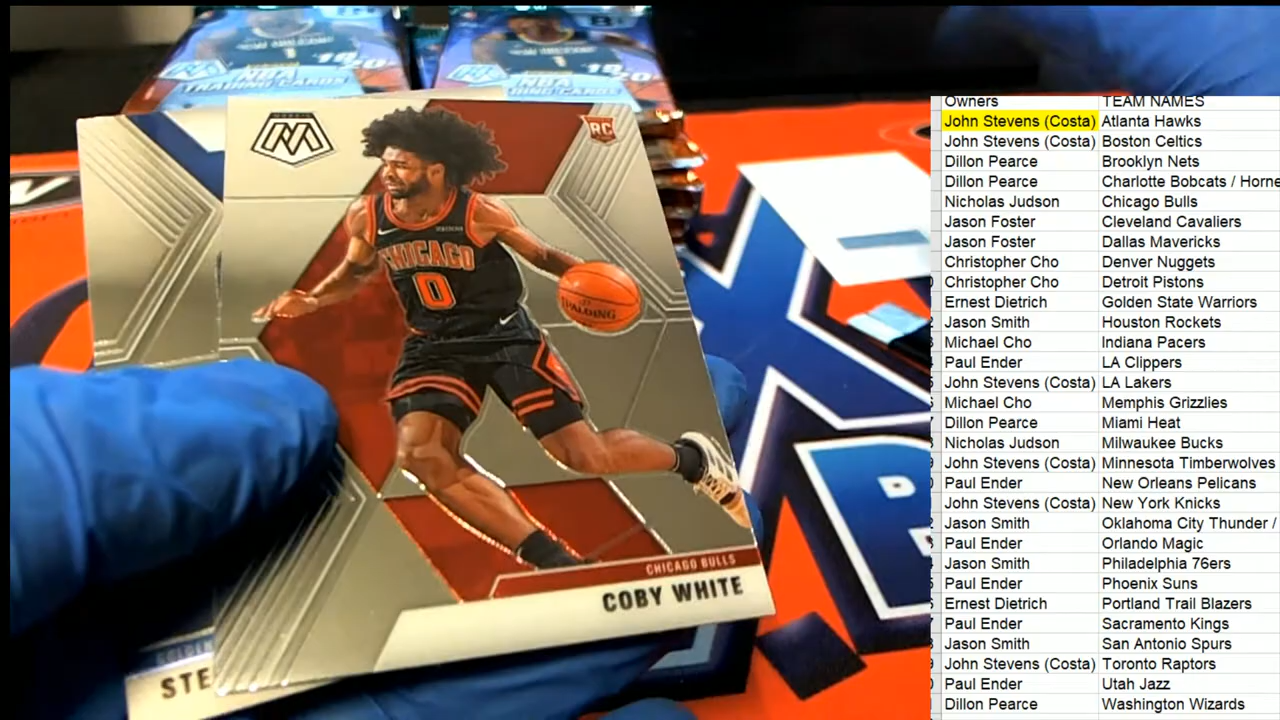 NBA
TRADING CARDS
19 20
NBA
19 20
MOSAIC
M
RC
CHICAGO
0
SPALDING
CHICAGO BULLS
COBY WHITE
STE
Owners TEAM NAMES
John Stevens (Costa) Atlanta Hawks
John Stevens (Costa) Boston Celtics
Dillon Pearce Brooklyn Nets
Dillon Pearce Charlotte Bobcats / Horne
Nicholas Judson Chicago Bulls
Jason Foster Cleveland Cavaliers
Jason Foster Dallas Mavericks
Christopher Cho Denver Nuggets
Christopher Cho Detroit Pistons
Ernest Dietrich Golden State Warriors
Jason Smith Houston Rockets
Michael Cho Indiana Pacers
Paul Ender LA Clippers
John Stevens (Costa) LA Lakers
Michael Cho Memphis Grizzlies
Dillon Pearce Miami Heat
Nicholas Judson Milwaukee Bucks
John Stevens (Costa) Minnesota Timberwolves
Paul Ender New Orleans Pelicans
John Stevens (Costa) New York Knicks
Jason Smith Oklahoma City Thunder /
Paul Ender Orlando Magic
Jason Smith Philadelphia 76ers
Paul Ender Phoenix Suns
Ernest Dietrich Portland Trail Blazers
Paul Ender Sacramento Kings
Jason Smith San Antonio Spurs
John Stevens (Costa) Toronto Raptors
Paul Ender Utah Jazz
Dillon Pearce Washington Wizards